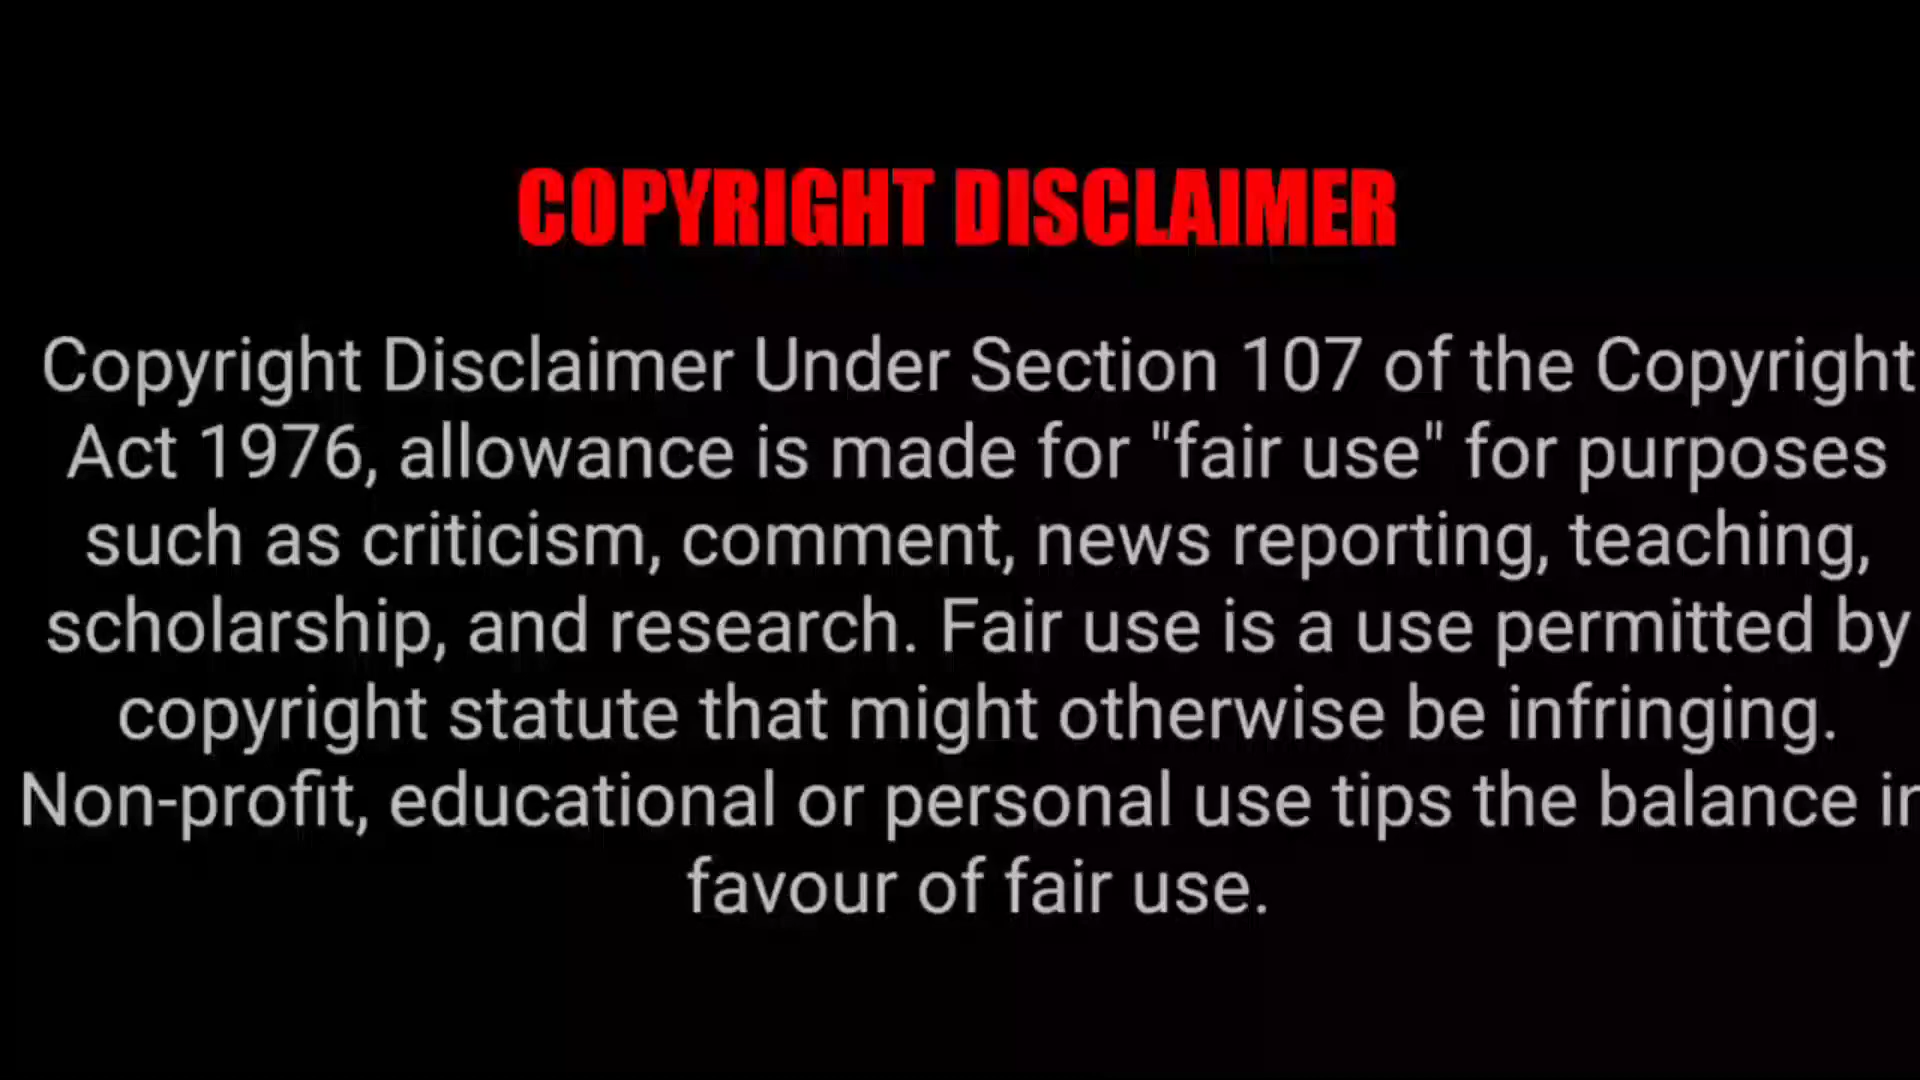 COPYRIGHT DISCLAIMER
Copyright Disclaimer Under Section 107 of the Copyright
Act 1976, allowance is made for "fair use" for purposes
such as criticism, comment, news reporting, teaching,
scholarship, and research. Fair use is a use permitted by
copyright statute that might otherwise be infringing.
Non-profit, educational or personal use tips the balance in
favour of fair use.